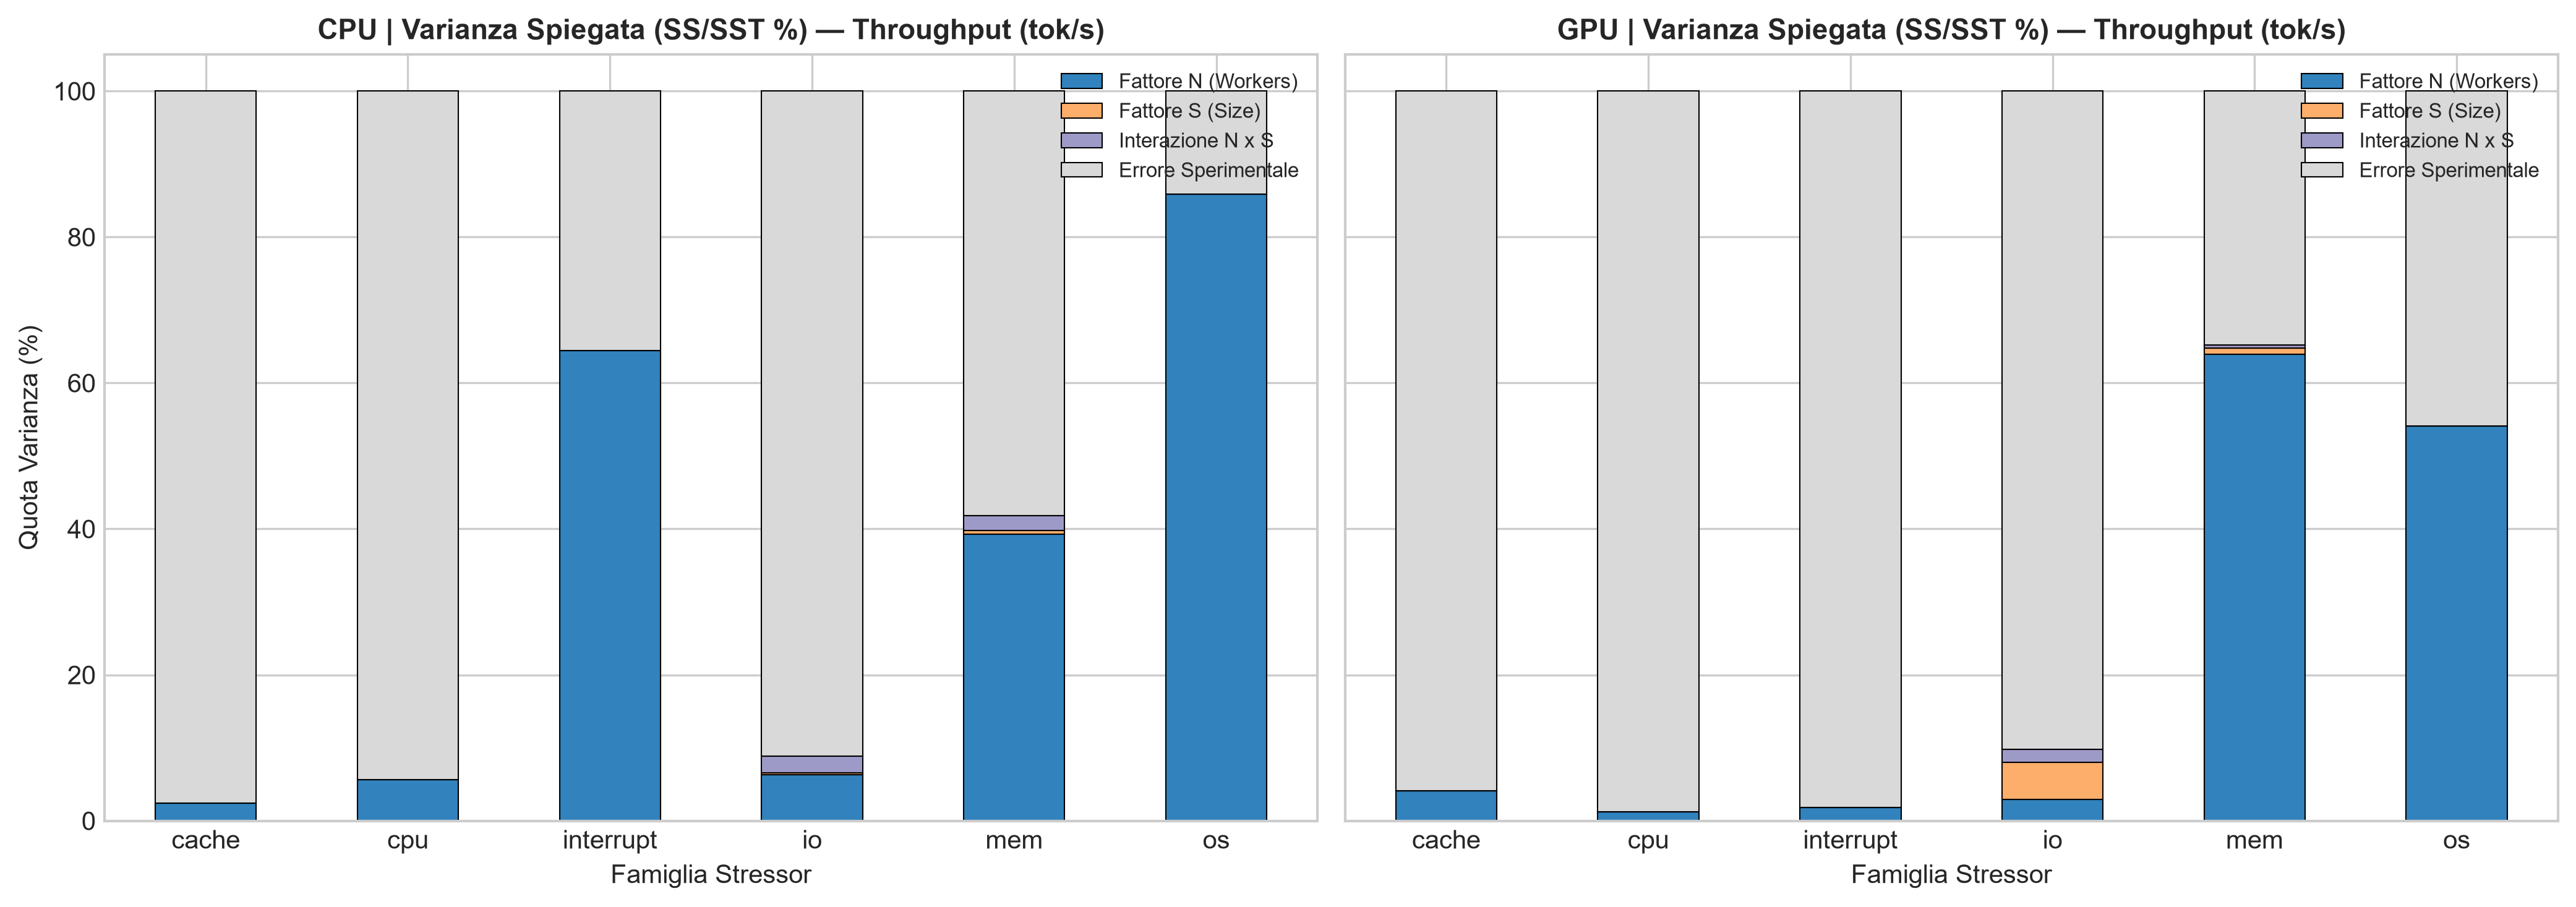 CPU | Varianza Spiegata (SS/SST %) — Throughput (tok/s)
Quota Varianza (%)
100
80
60
40
20
0
Fattore N (Workers)
Fattore S (Size)
Interazione N x S
Errore Sperimentale
cache cpu interrupt io mem os
Famiglia Stressor
GPU | Varianza Spiegata (SS/SST %) — Throughput (tok/s)
Fattore N (Workers)
Fattore S (Size)
Interazione N x S
Errore Sperimentale
cache cpu interrupt io mem os
Famiglia Stressor